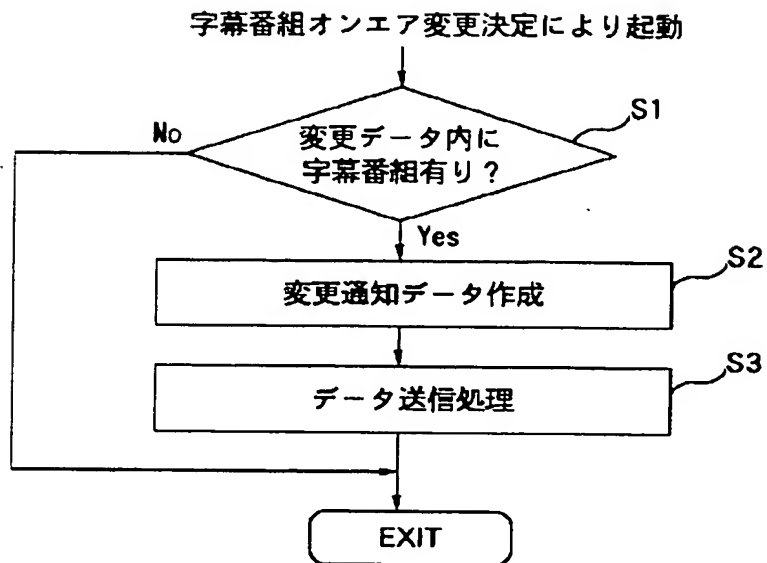 字幕番組オンエア変更決定により起動
S1
No
変更データ内に
字幕番組有り？
Yes
S2
変更通知データ作成
S3
データ送信処理
EXIT